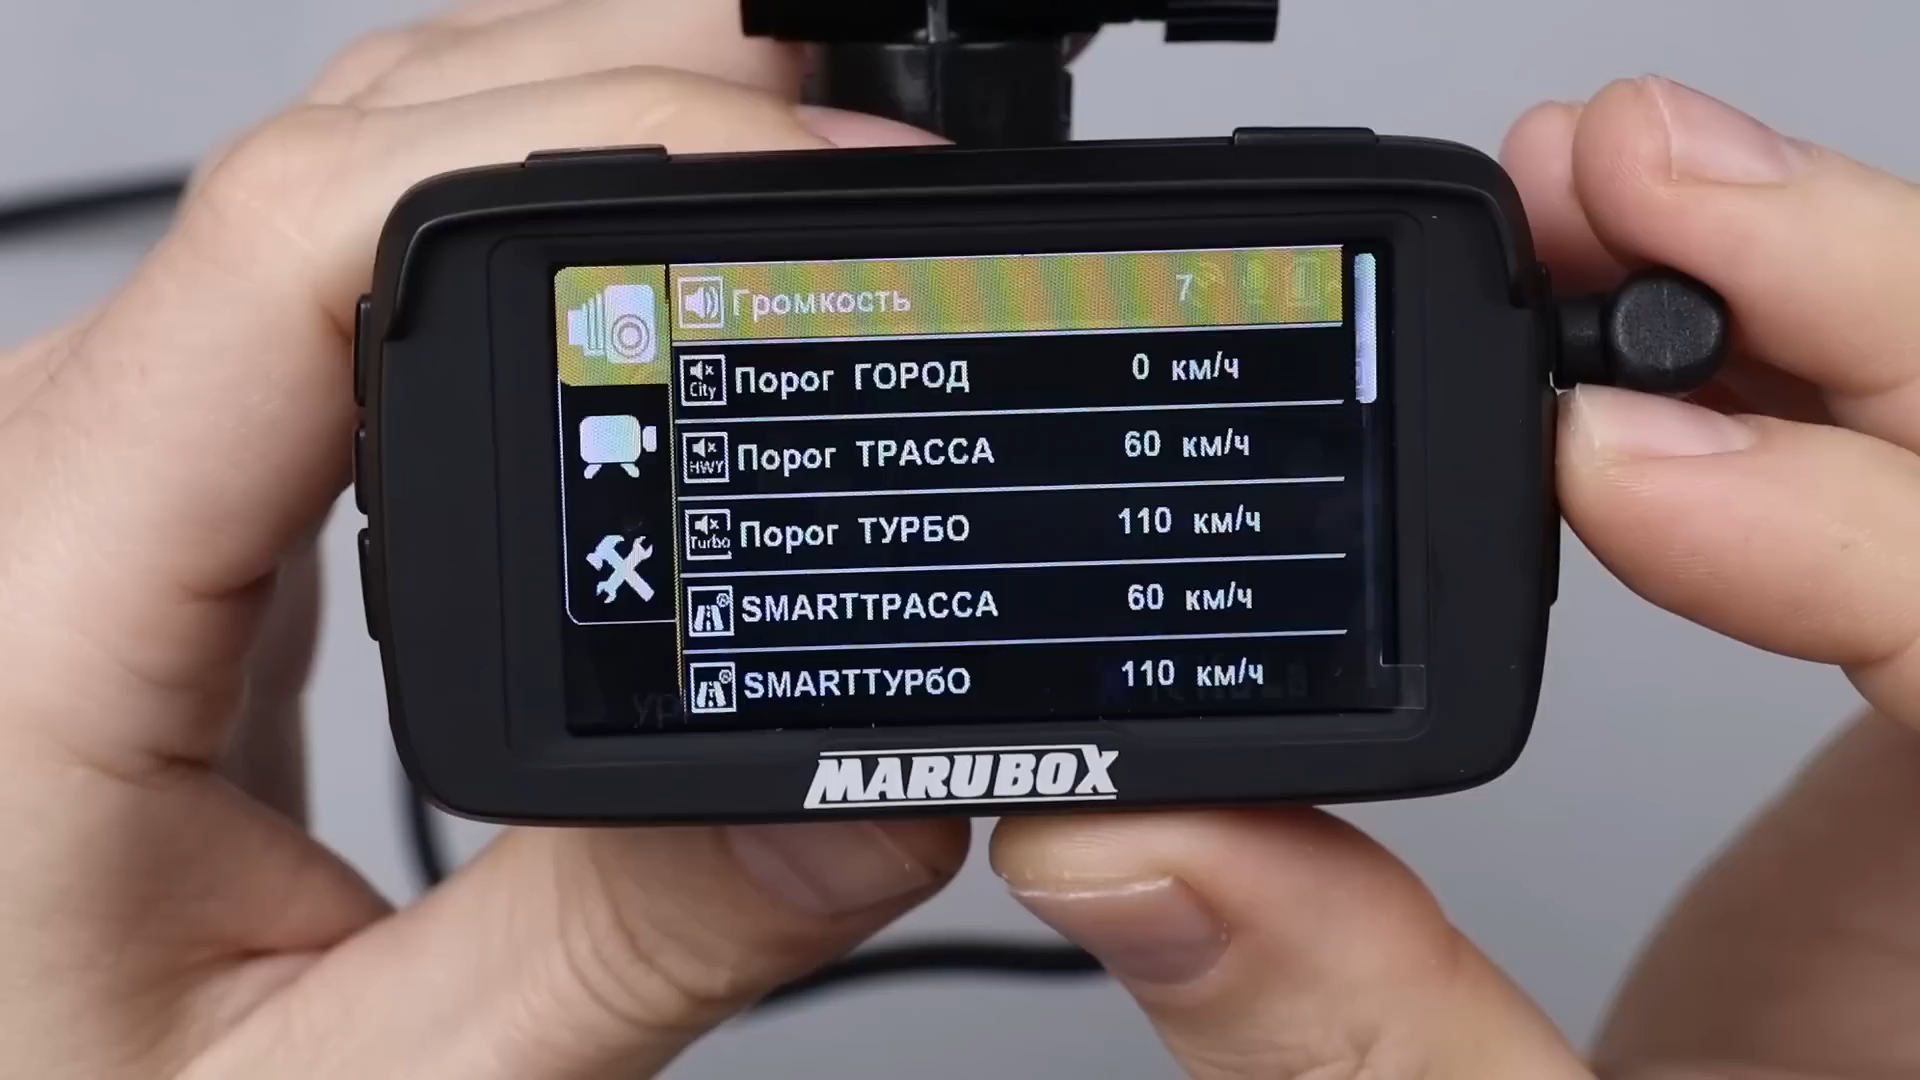 Громкость 7
City Порог ГОРОД 0 км/ч
HWY Порог ТРАССА 60 км/ч
Turbo Порог ТУРБО 110 км/ч
SMARTТРАССА 60 км/ч
SMARTТУРбО 110 км/ч
MARUBOX